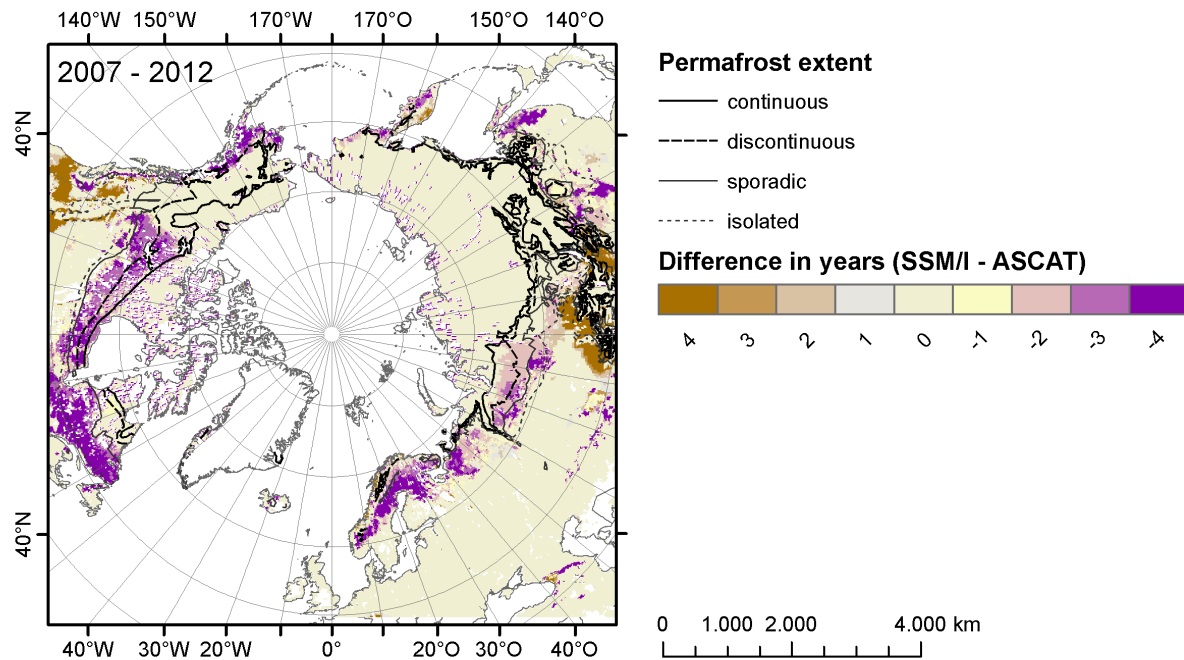 140°W 150°W 170°W 170°O 150°O 140°O
2007 - 2012
40°N
40°N
40°W 30°W 20°W 0° 20°O 30°O 40°O
Permafrost extent
continuous
discontinuous
sporadic
isolated
Difference in years (SSM/I - ASCAT)
4 3 2 1 0 -1 -2 -3 -4
0 1.000 2.000 4.000 km